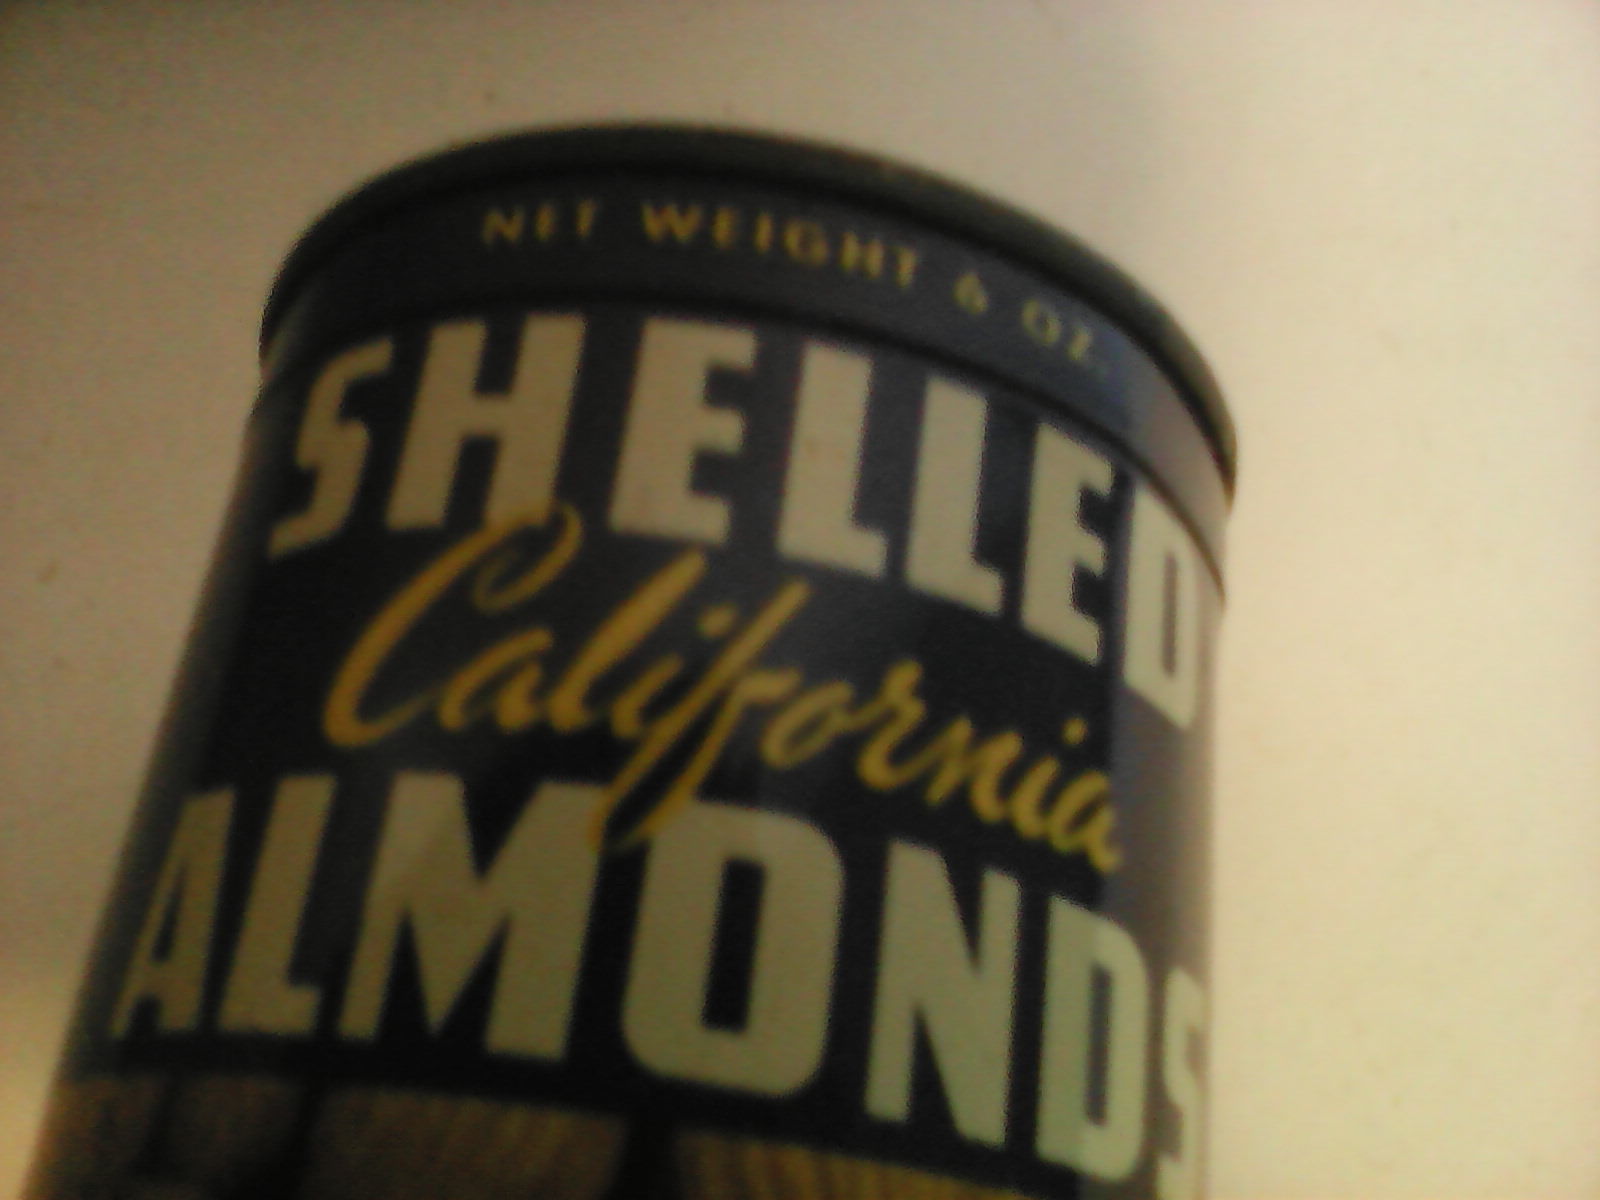 NET WEIGHT 6 OZ.
SHELLED
California
ALMONDS